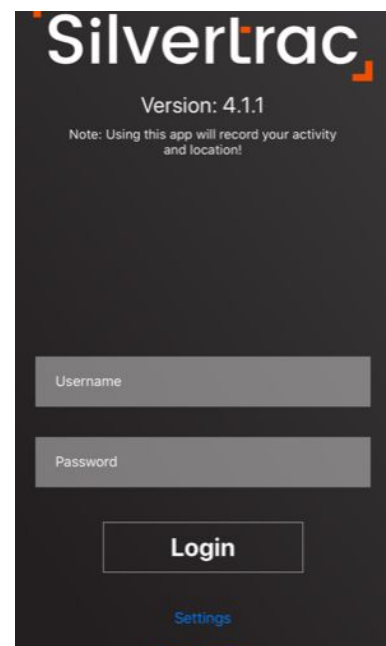 Silvertrac
Version: 4.1.1
Note: Using this app will record your activity
and location!
Username
Password
Login
Settings